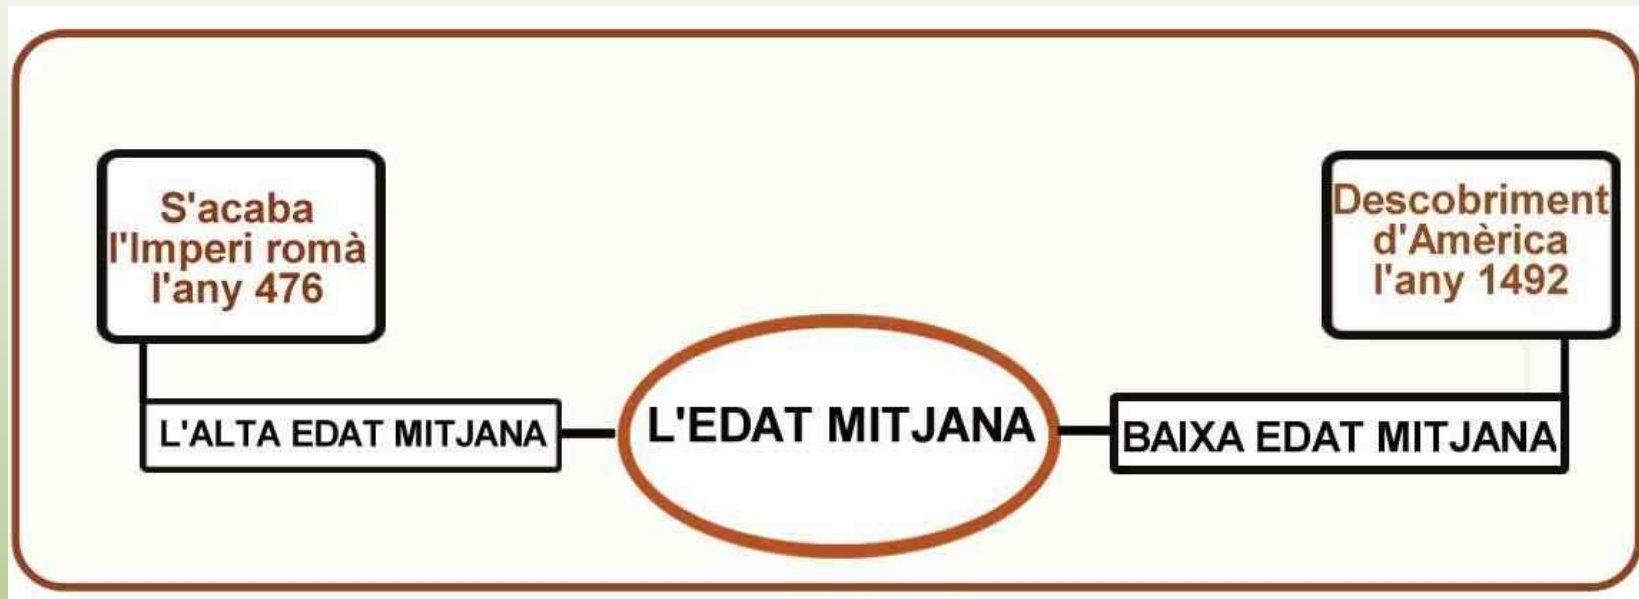 S'acaba
l'Imperi romà
l'any 476
Descobriment
d'Amèrica
l'any 1492
L'ALTA EDAT MITJANA
L'EDAT MITJANA
BAIXA EDAT MITJANA